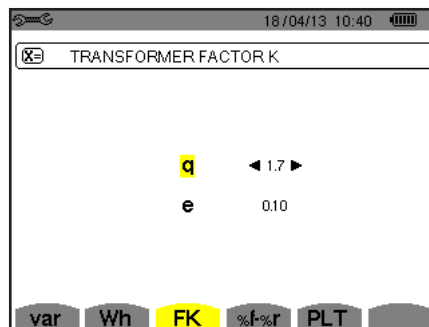 18/04/13 10:40
X= TRANSFORMER FACTOR K
q ◄ 1.7 ►
e 0.10
var Wh FK %f-%r PLT